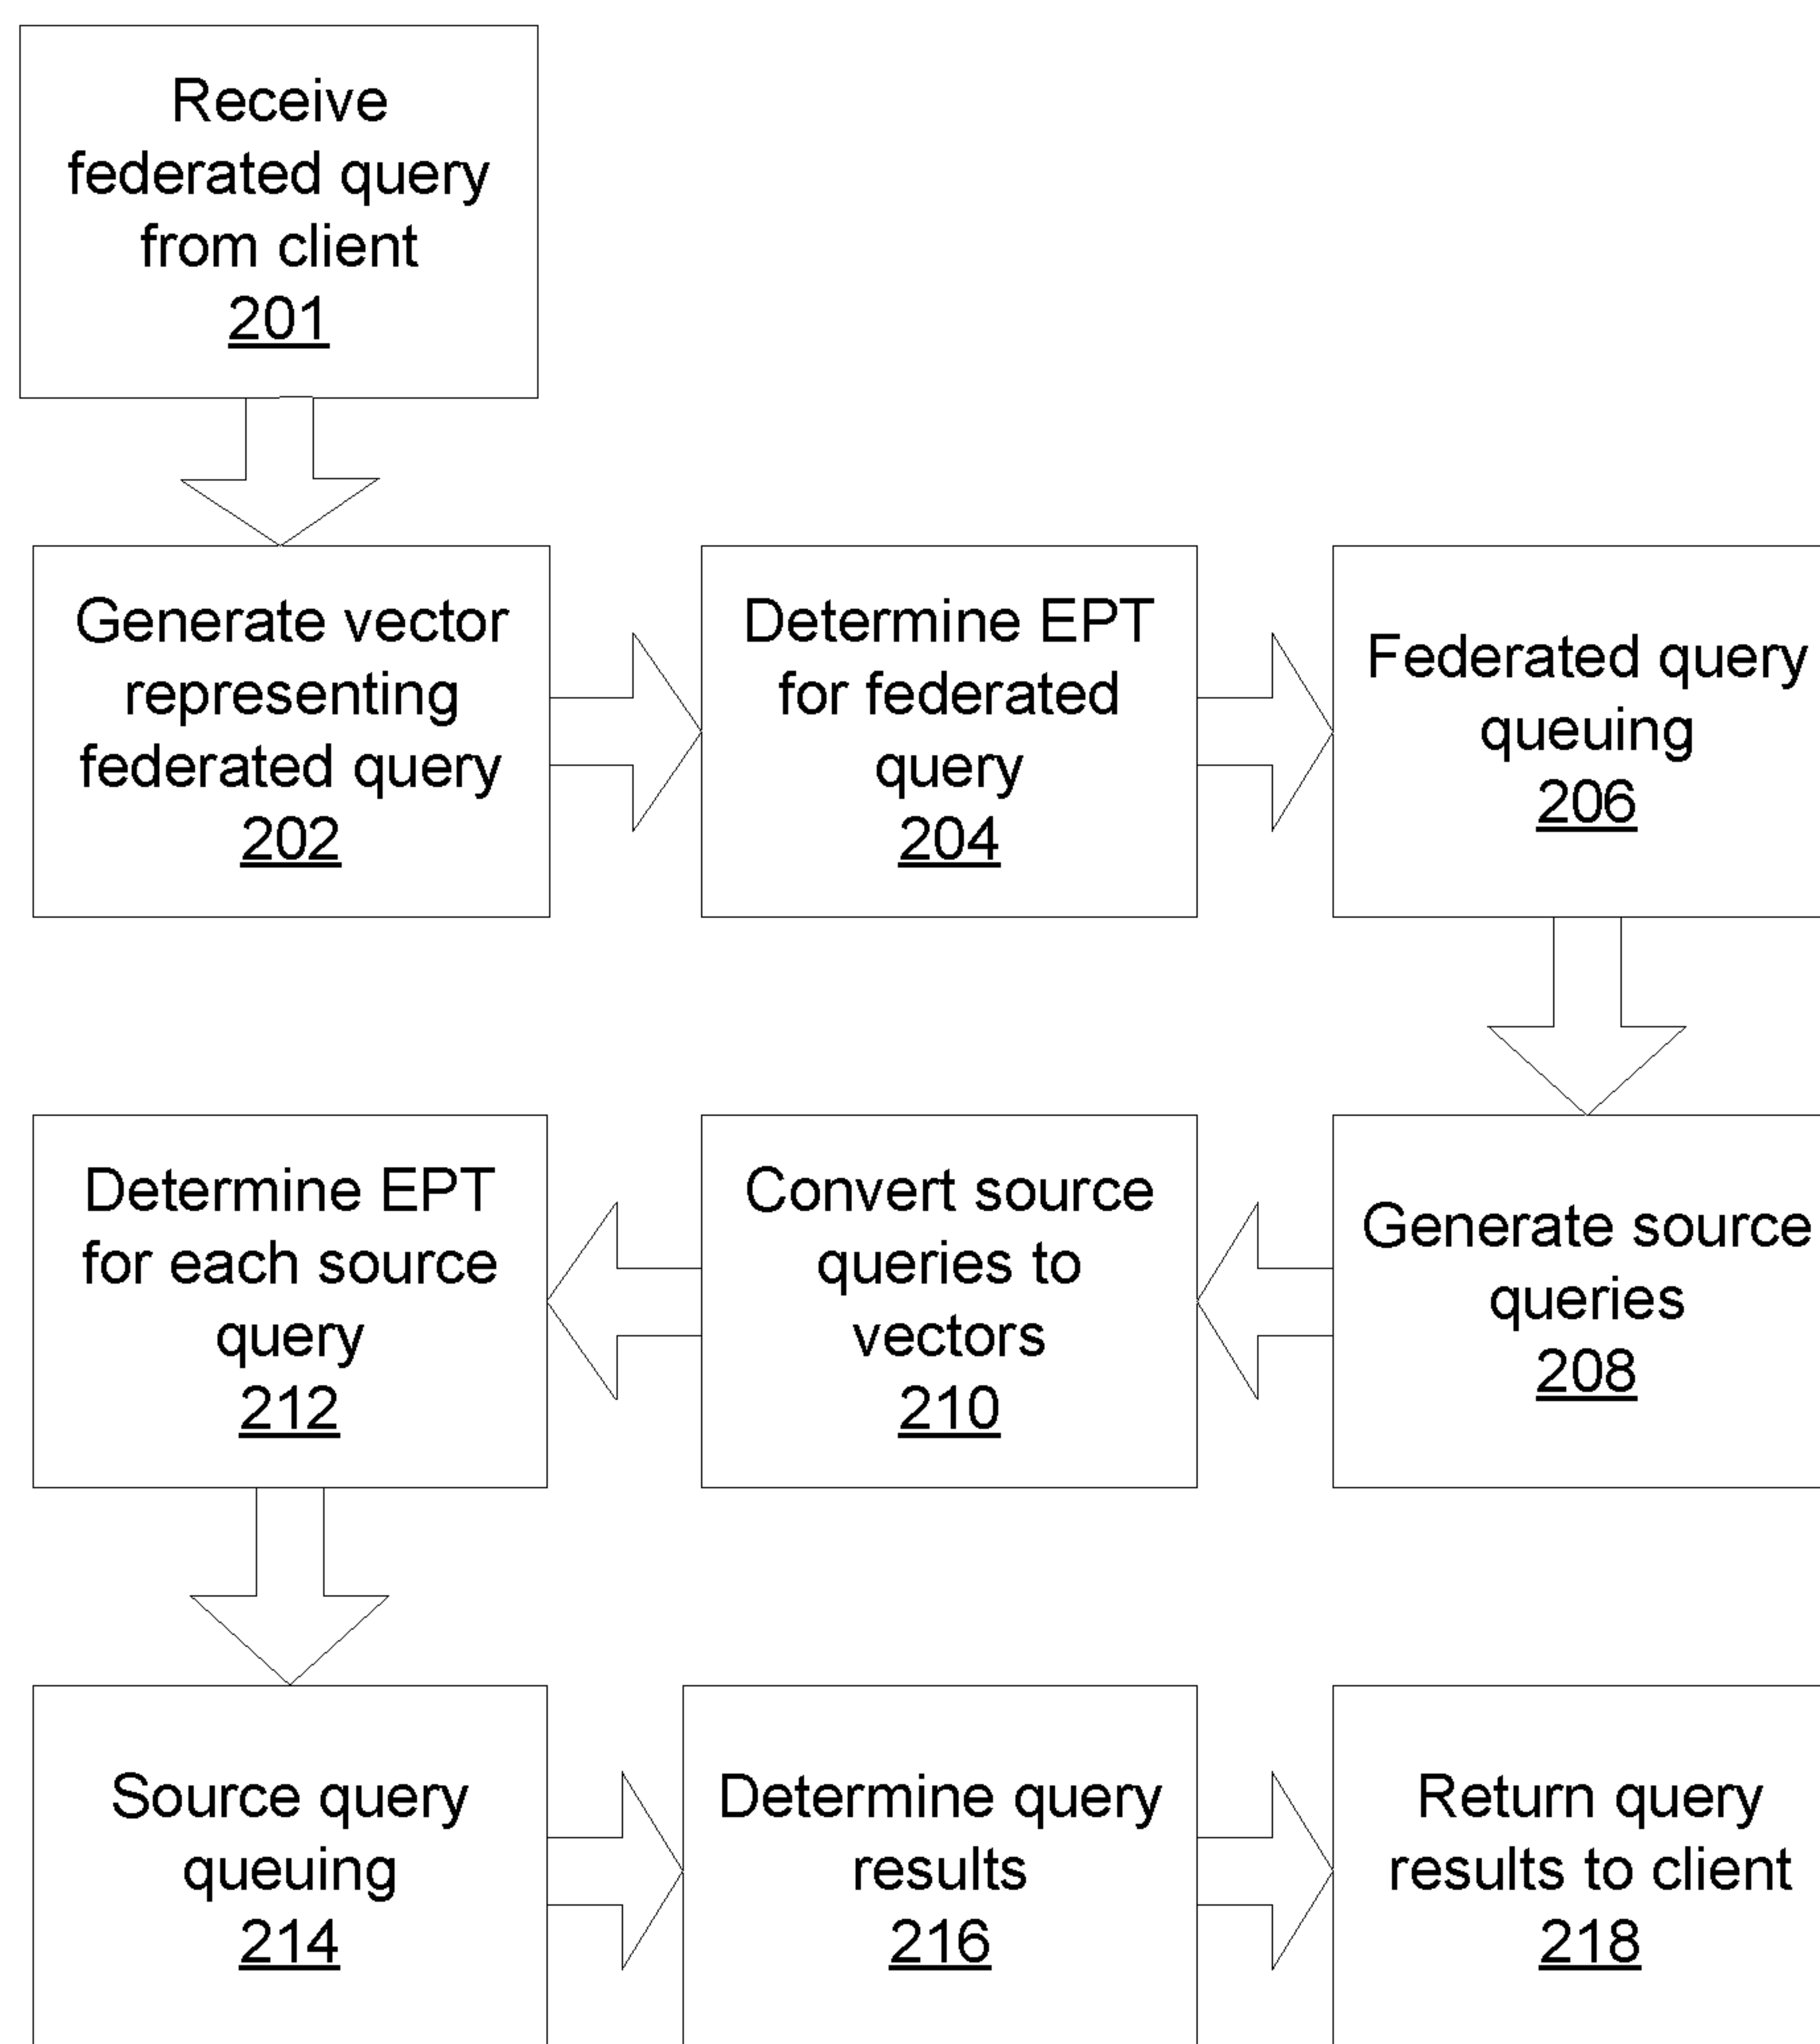 Receive
federated query
from client
201
Generate vector
representing
federated query
202
Determine EPT
for federated
query
204
Federated query
queuing
206
Generate source
queries
208
Convert source
queries to
vectors
210
Determine EPT
for each source
query
212
Source query
queuing
214
Determine query
results
216
Return query
results to client
218